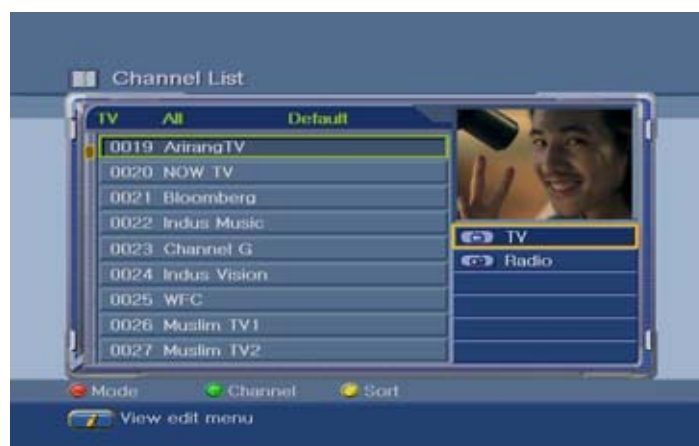 Channel List
TV All Default
0019 ArirangTV
0020 NOW TV
0021 Bloomberg
0022 Indus Music
0023 Channel G
0024 Indus Vision
0025 WFC
0026 Muslim TV1
0027 Muslim TV2
TV
Radio
Mode Channel Sort
i View edit menu